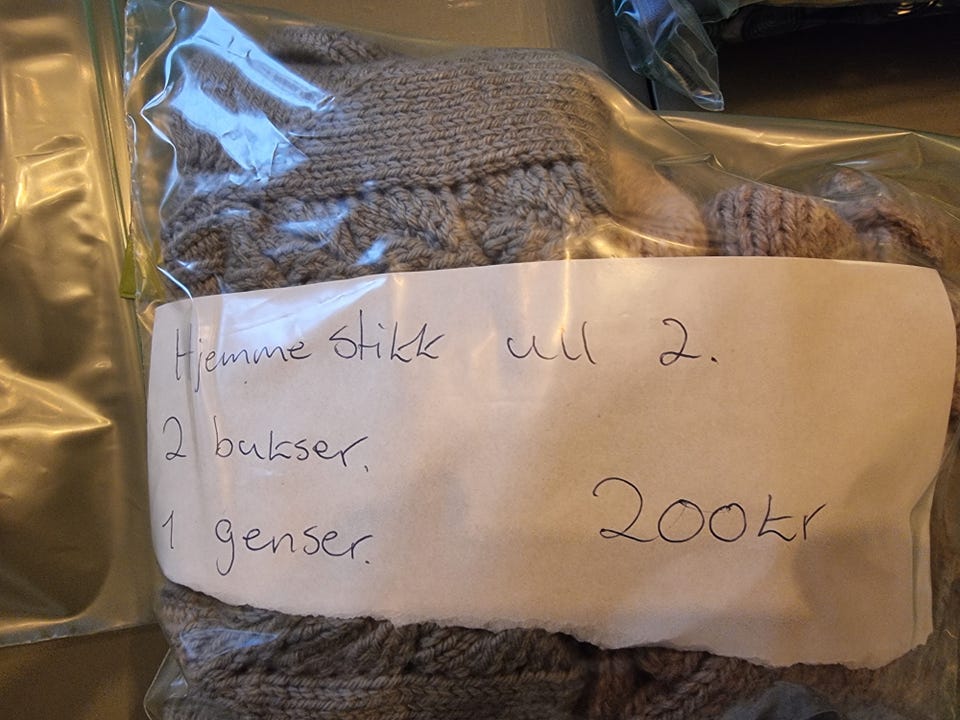 Hjemme stikk ull 2.
2 bukser.
1 genser.
200kr